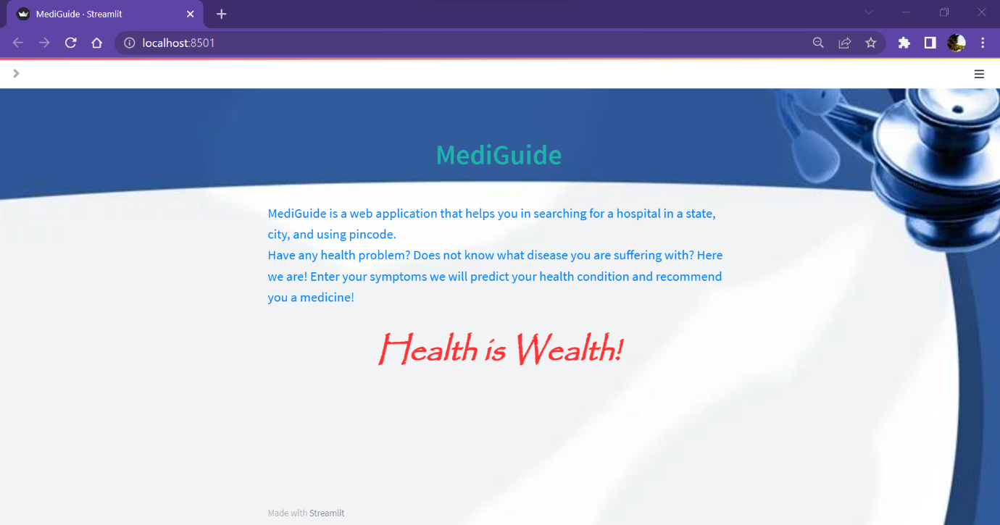 MediGuide · Streamlit
localhost:8501
MediGuide
MediGuide is a web application that helps you in searching for a hospital in a state,
city, and using pincode.
Have any health problem? Does not know what disease you are suffering with? Here
we are! Enter your symptoms we will predict your health condition and recommend
you a medicine!
Health is Wealth!
Made with Streamlit